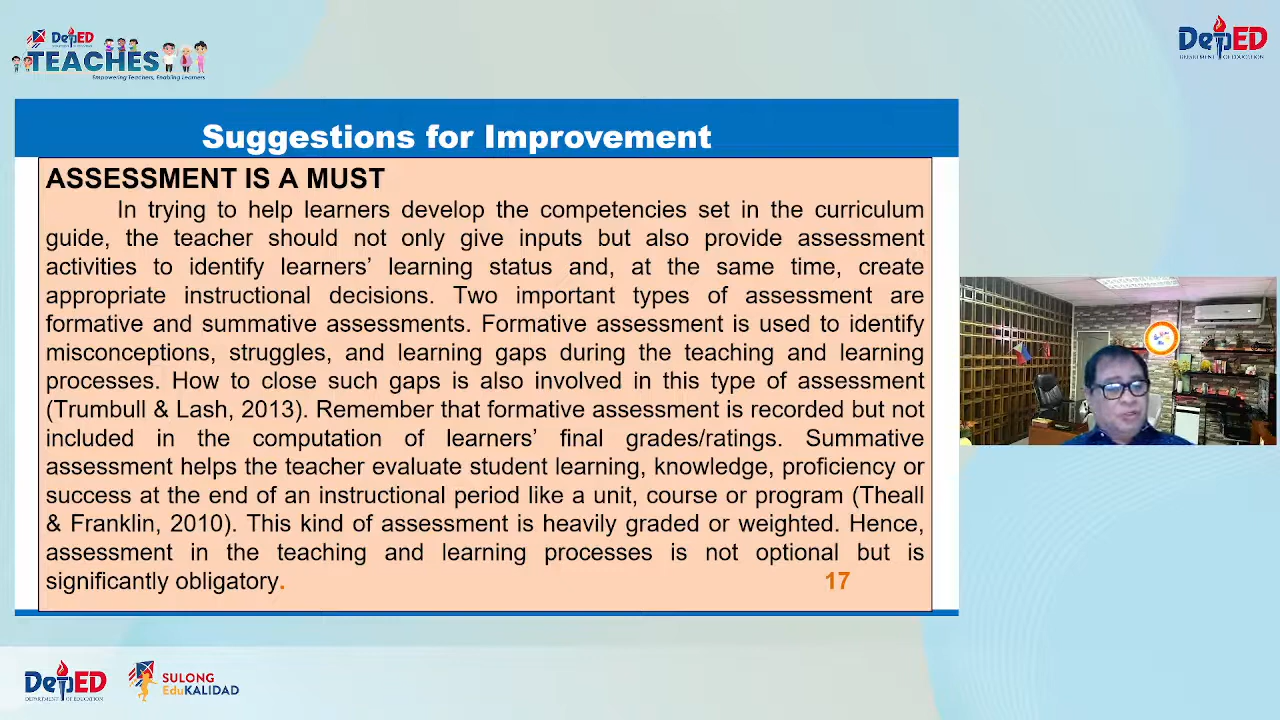 DepED
TEACHES
Empowering Teachers, Enabling Learners
DepED
DEPARTMENT OF EDUCATION
Suggestions for Improvement
ASSESSMENT IS A MUST
In trying to help learners develop the competencies set in the curriculum
guide, the teacher should not only give inputs but also provide assessment
activities to identify learners’ learning status and, at the same time, create
appropriate instructional decisions. Two important types of assessment are
formative and summative assessments. Formative assessment is used to identify
misconceptions, struggles, and learning gaps during the teaching and learning
processes. How to close such gaps is also involved in this type of assessment
(Trumbull & Lash, 2013). Remember that formative assessment is recorded but not
included in the computation of learners’ final grades/ratings. Summative
assessment helps the teacher evaluate student learning, knowledge, proficiency or
success at the end of an instructional period like a unit, course or program (Theall
& Franklin, 2010). This kind of assessment is heavily graded or weighted. Hence,
assessment in the teaching and learning processes is not optional but is
significantly obligatory.
17
DepED
DEPARTMENT OF EDUCATION
SULONG
EduKALIDAD